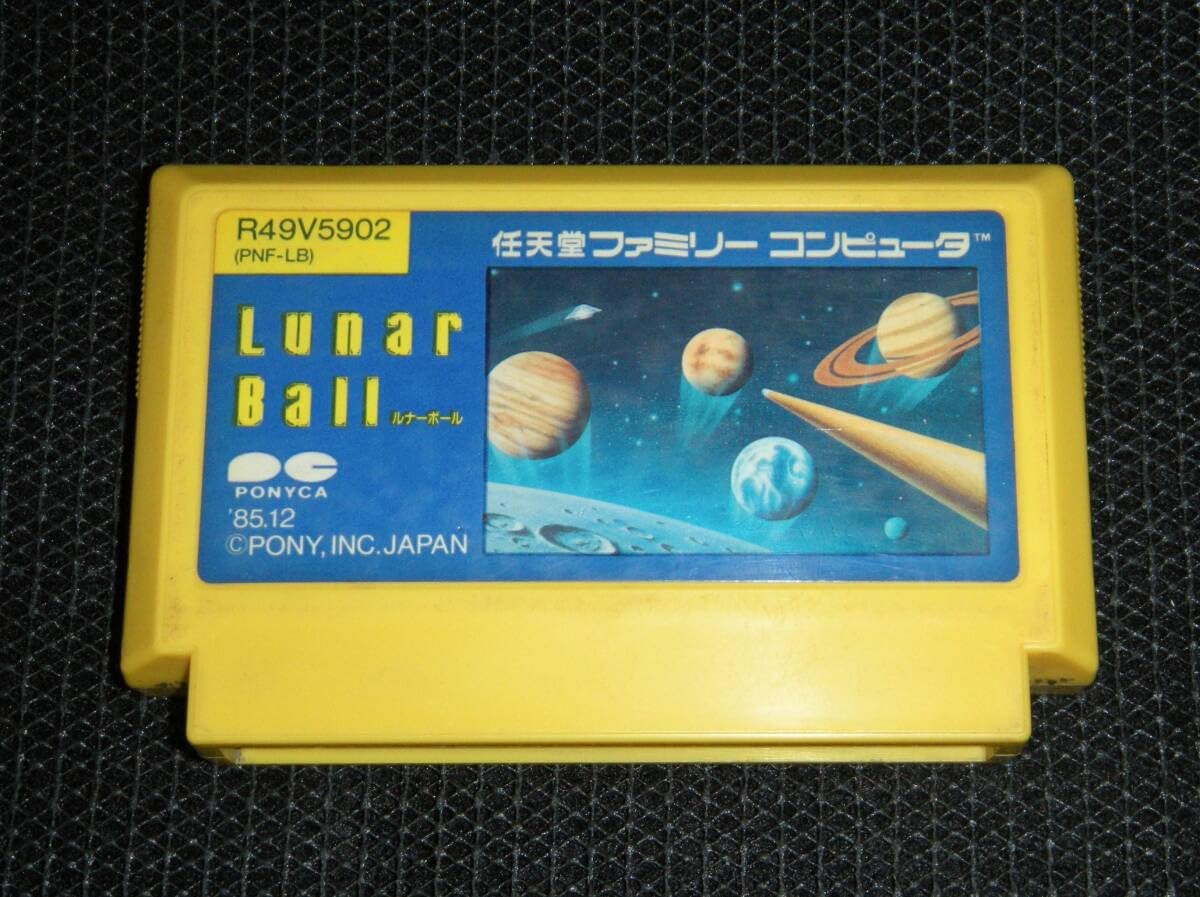 R49V5902
(PNF-LB)
任天堂ファミリー コンピュータ™
Lunar
Ball
ルナーボール
PC
PONYCA
'85.12
©PONY, INC. JAPAN